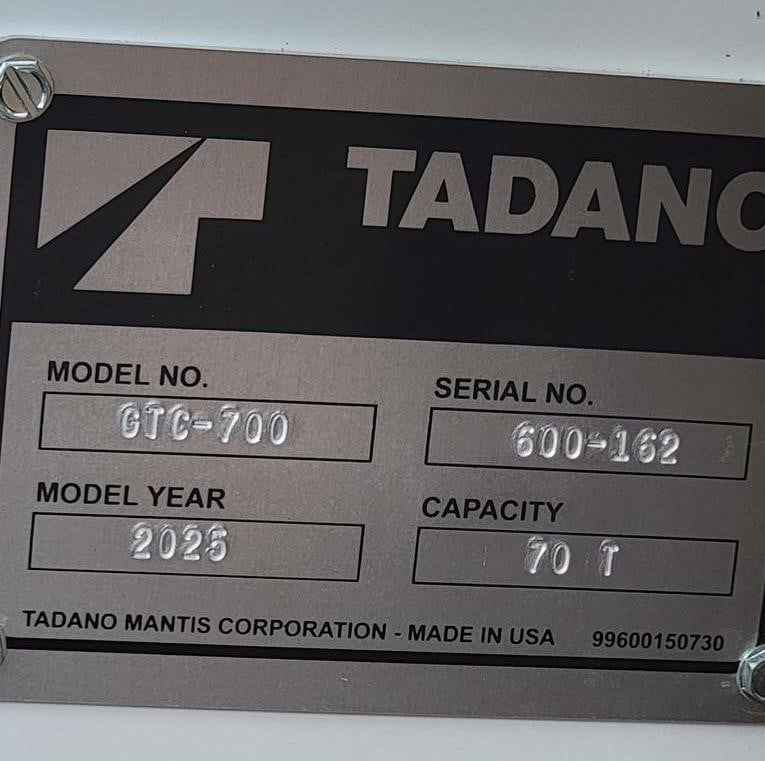 TADANO
MODEL NO.
GTC-700
SERIAL NO.
600-162
MODEL YEAR
2025
CAPACITY
70 T
TADANO MANTIS CORPORATION - MADE IN USA 99600150730